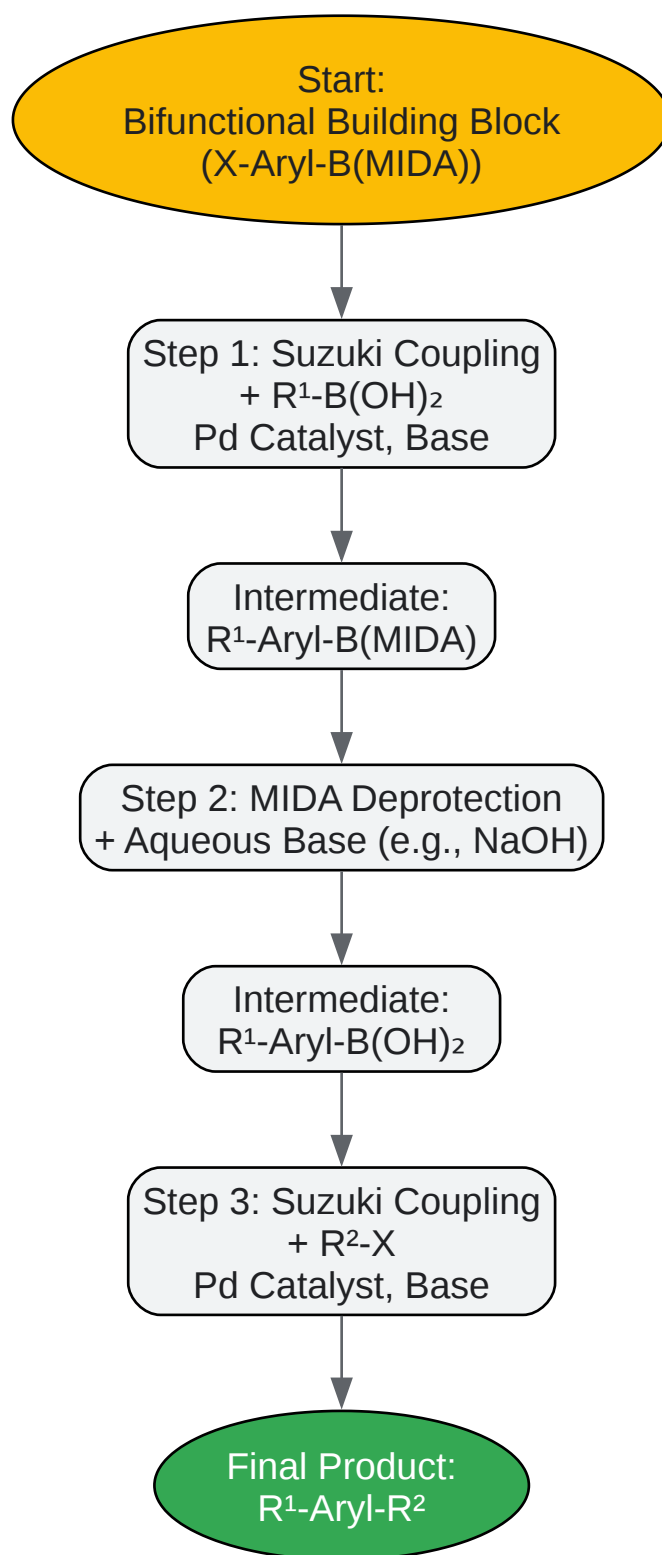 Start:
Bifunctional Building Block
(X-Aryl-B(MIDA))
Step 1: Suzuki Coupling
+ R¹-B(OH)₂
Pd Catalyst, Base
Intermediate:
R¹-Aryl-B(MIDA)
Step 2: MIDA Deprotection
+ Aqueous Base (e.g., NaOH)
Intermediate:
R¹-Aryl-B(OH)₂
Step 3: Suzuki Coupling
+ R²-X
Pd Catalyst, Base
Final Product:
R¹-Aryl-R²